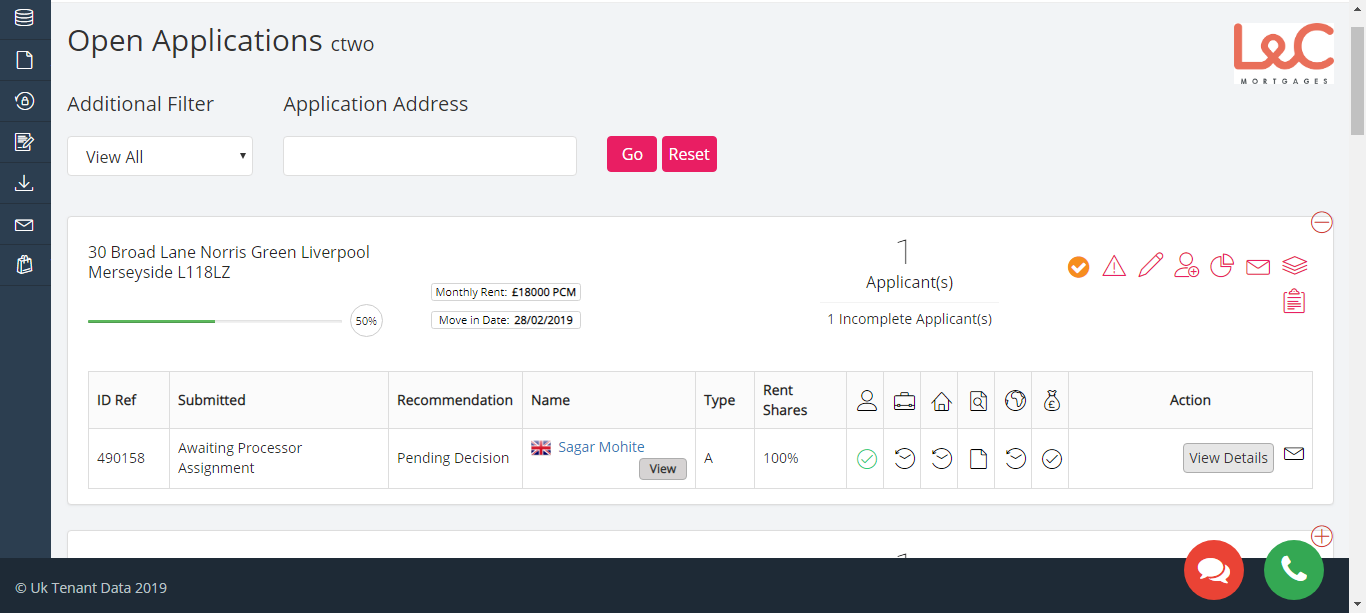 Open Applications ctwo
L&C
MORTGAGES
Additional Filter
Application Address
View All
Go
Reset
30 Broad Lane Norris Green Liverpool
Merseyside L118LZ
50%
Monthly Rent: £18000 PCM
Move in Date: 28/02/2019
1
Applicant(s)
1 Incomplete Applicant(s)
ID Ref
Submitted
Recommendation
Name
Type
Rent
Shares
Action
490158
Awaiting Processor
Assignment
Pending Decision
Sagar Mohite
View
A
100%
View Details
© Uk Tenant Data 2019